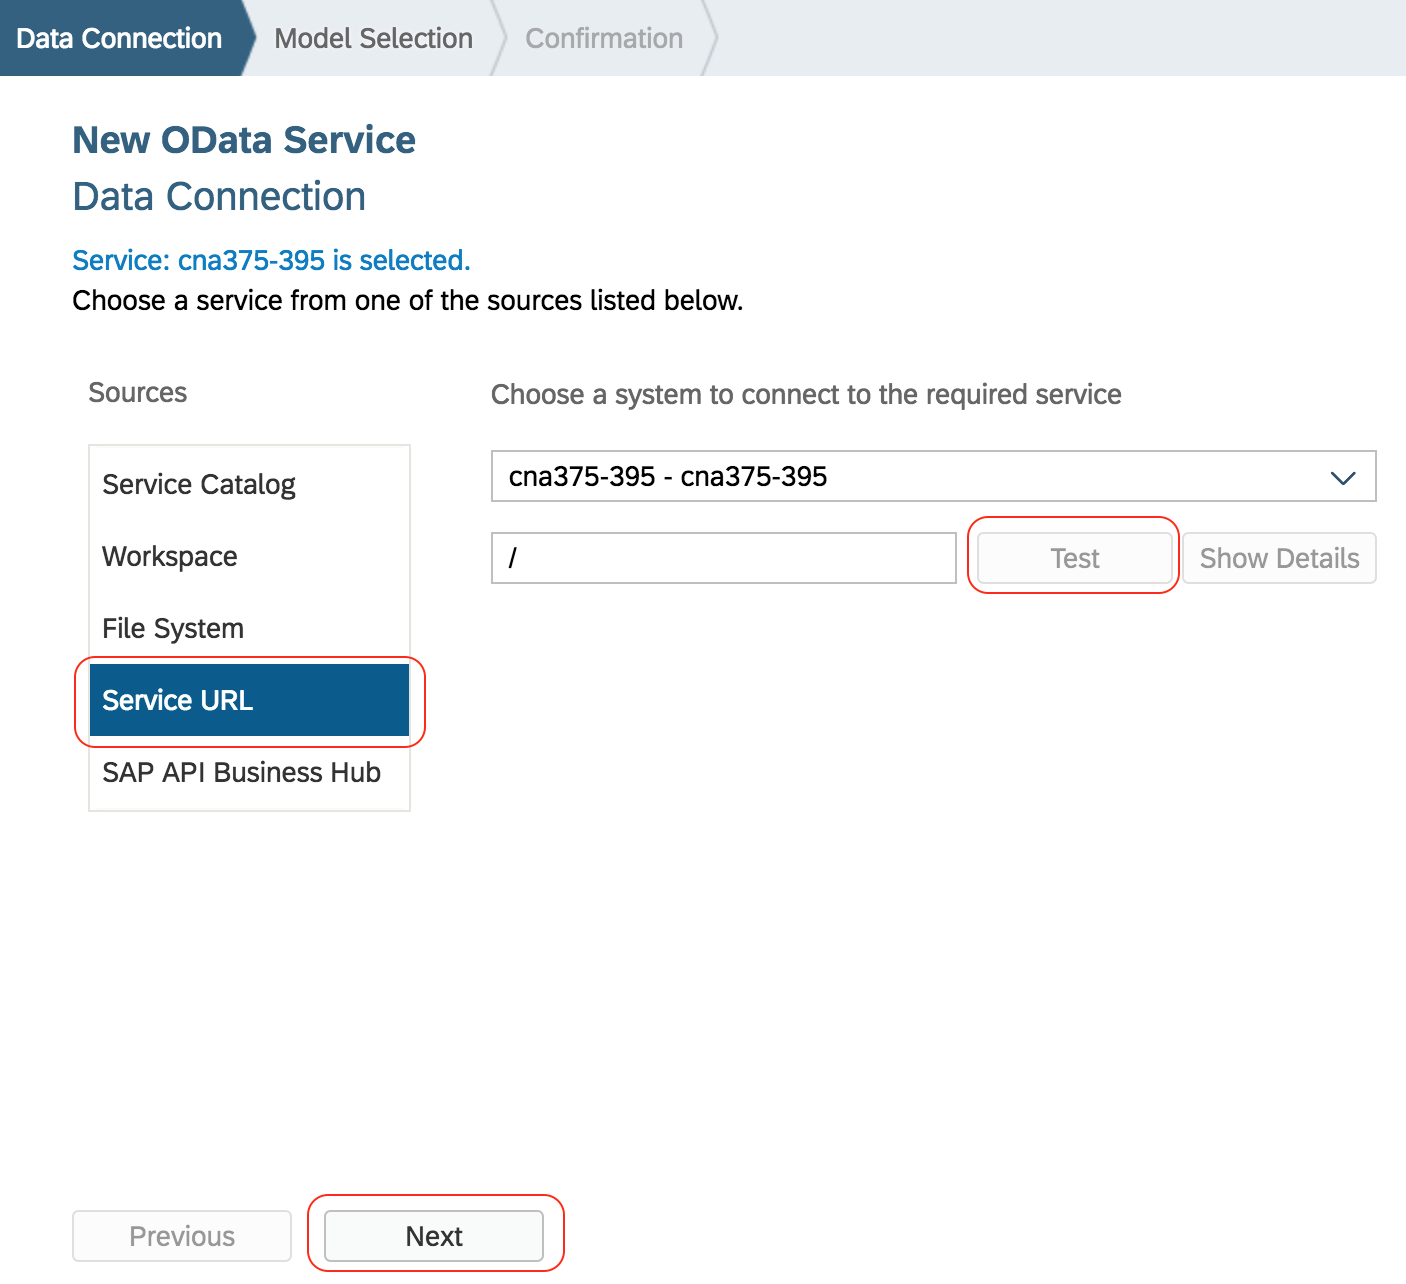 Data Connection Model Selection Confirmation
New OData Service
Data Connection
Service: cna375-395 is selected.
Choose a service from one of the sources listed below.
Sources
Service Catalog
Workspace
File System
Service URL
SAP API Business Hub
Choose a system to connect to the required service
cna375-395 - cna375-395
/ Test Show Details
Previous Next